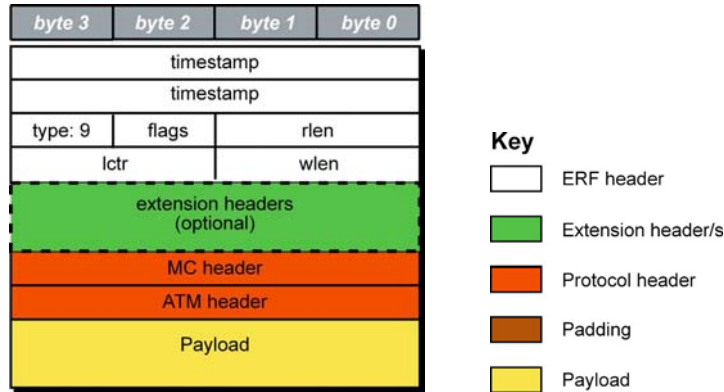 byte 3 byte 2 byte 1 byte 0
timestamp
timestamp
type: 9 flags rlen
lctr wlen
extension headers
(optional)
MC header
ATM header
Payload
Key
ERF header
Extension header/s
Protocol header
Padding
Payload